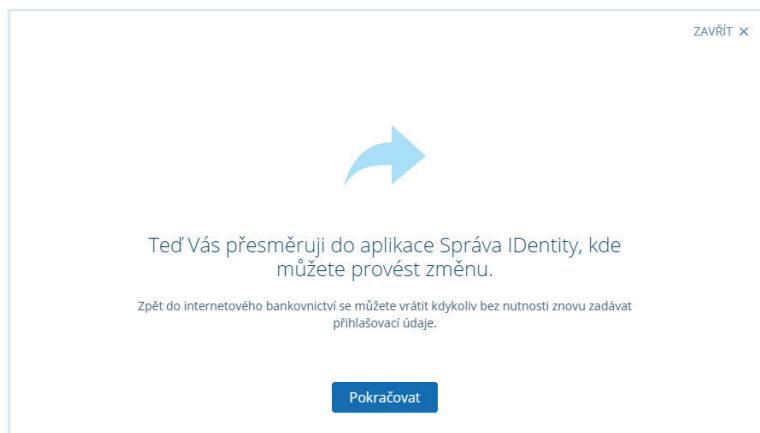 ZAVŘÍT ×
Teď Vás přesměruji do aplikace Správa IDentity, kde
můžete provést změnu.
Zpět do internetového bankovnictví se můžete vrátit kdykoliv bez nutnosti znovu zadávat
přihlašovací údaje.
Pokračovat